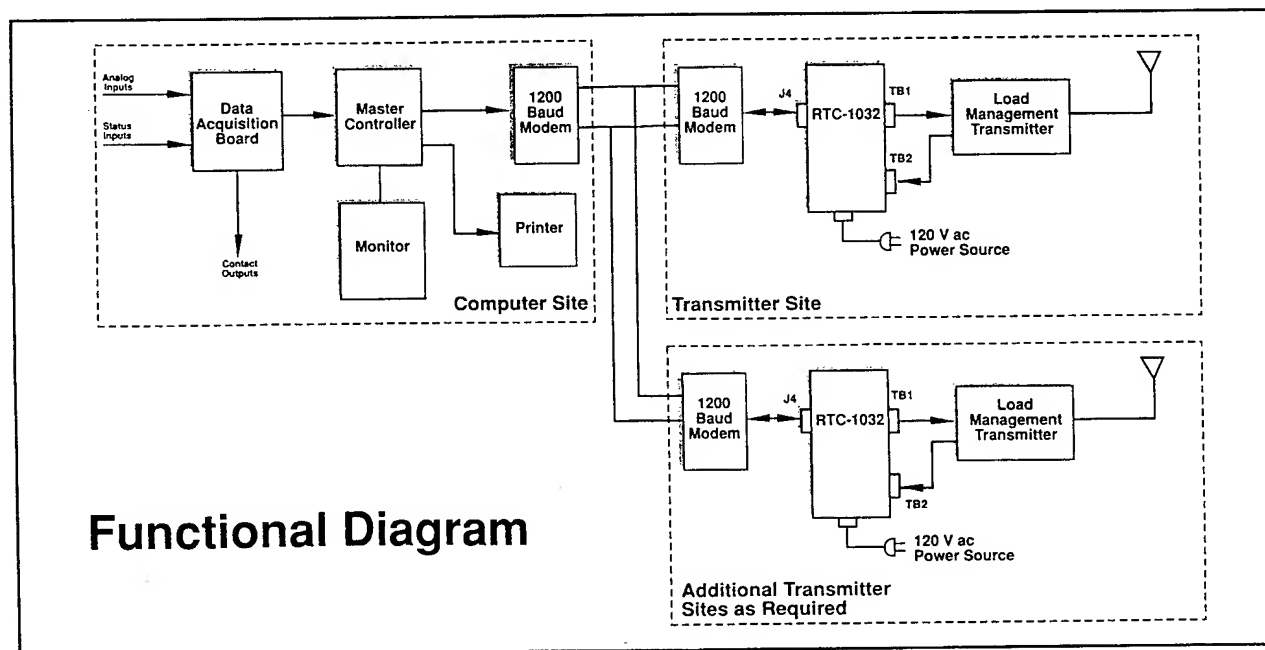 Analog
Inputs
Status
Inputs
Data
Acquisition
Board
Contact
Outputs
Master
Controller
Monitor
1200
Baud
Modem
Printer
Computer Site
1200
Baud
Modem
J4
RTC-1032
TB1
TB2
Load
Management
Transmitter
120 V ac
Power Source
Transmitter Site
1200
Baud
Modem
J4
RTC-1032
TB1
TB2
Load
Management
Transmitter
120 V ac
Power Source
Additional Transmitter
Sites as Required
Functional Diagram